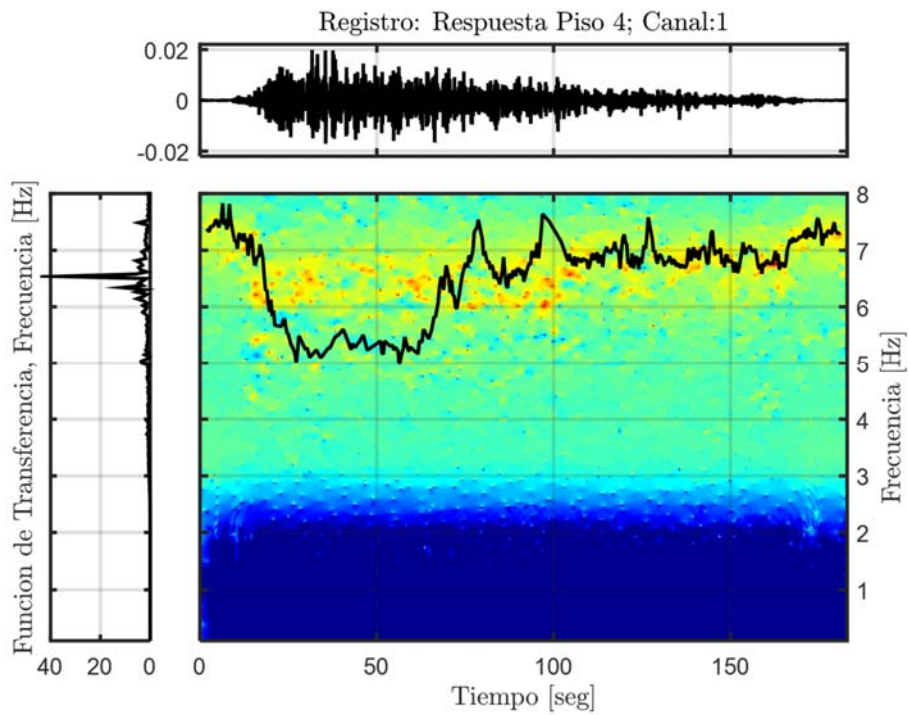 Registro: Respuesta Piso 4; Canal:1
0.02
0
-0.02
Funcion de Transferencia, Frecuencia [Hz]
40 20 0
8
7
6
5
4
3
2
1
Frecuencia [Hz]
0 50 100 150
Tiempo [seg]